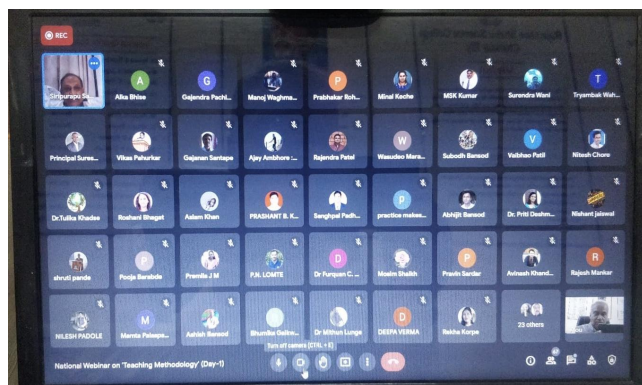 REC
Siripurapu Sa...
A
Alka Bhise
G
Gajendra Pachl...
Manoj Waghma...
P
Prabhakar Roh...
Minal Keche
MSK Kumar
Surendra Wani
T
Tryambak Wah...
Principal Sures...
Vikas Pahurkar
Gajanan Santape
Ajay Ambhore :...
Rajendra Patel
W
Wasudeo Mara...
Subodh Bansod
V
Vaibhao Patil
Nitesh Chore
Dr.Tulika Khadse
Roshani Bhagat
Aslam Khan
PRASHANT B. K...
Sanghpal Padh...
p
practice makes...
Abhijit Bansod
Dr. Priti Deshm...
Nishant jaiswal
shruti pande
P
Pooja Barabde
Premila J M
P.N. LOMTE
D
Dr Furquan C. ...
Mosim Shaikh
P
Pravin Sardar
Avinash Khand...
R
Rajesh Mankar
NILESH PADOLE
M
Mamta Palaspa...
Ashish Bansod
Bhumika Gaikw...
Dr Mithun Lunge
D
DEEPA VERMA
Rekha Korpe
23 others
Turn off camera (CTRL + E)
National Webinar on 'Teaching Methodology' (Day-1)